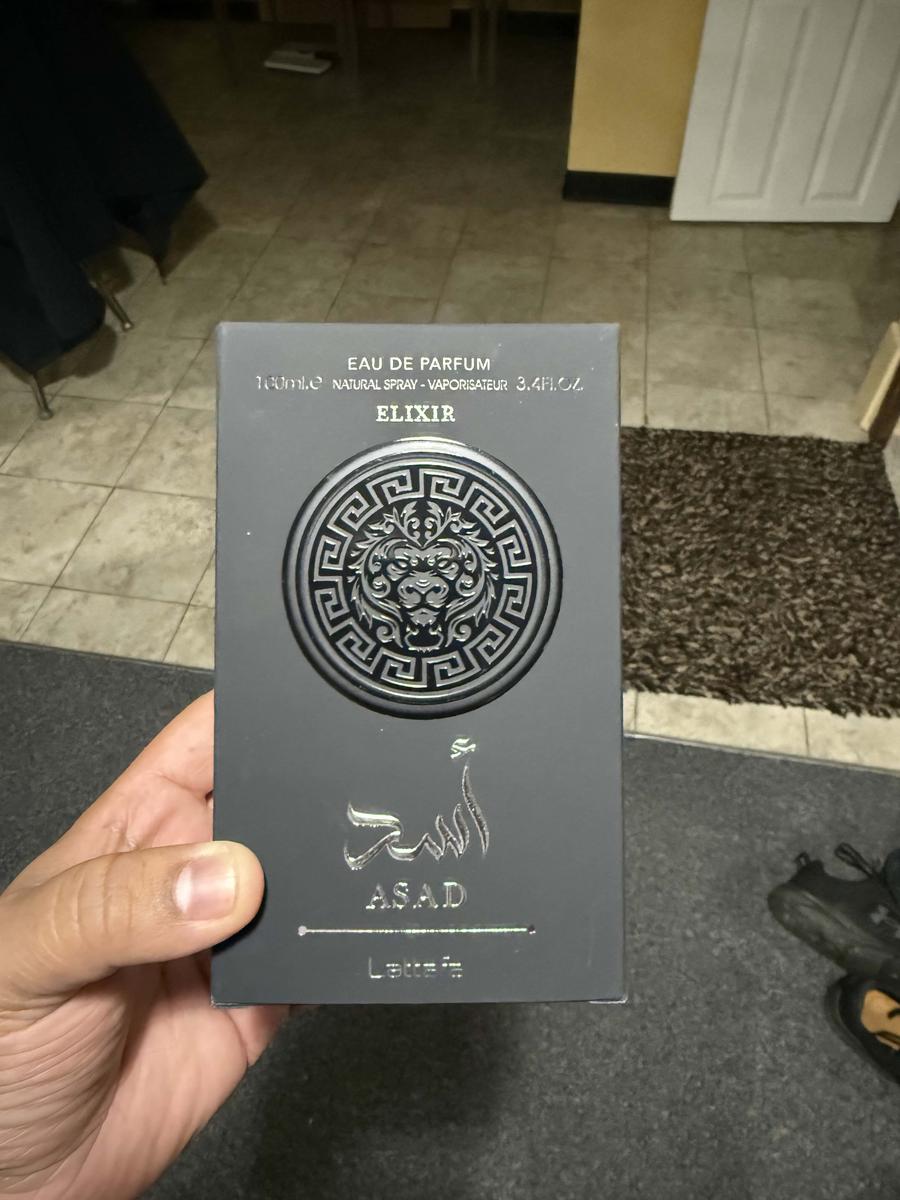 EAU DE PARFUM
100ml.e NATURAL SPRAY - VAPORISATEUR 3.4Fl.OZ.
ELIXIR
أسد
ASAD
Lattafa